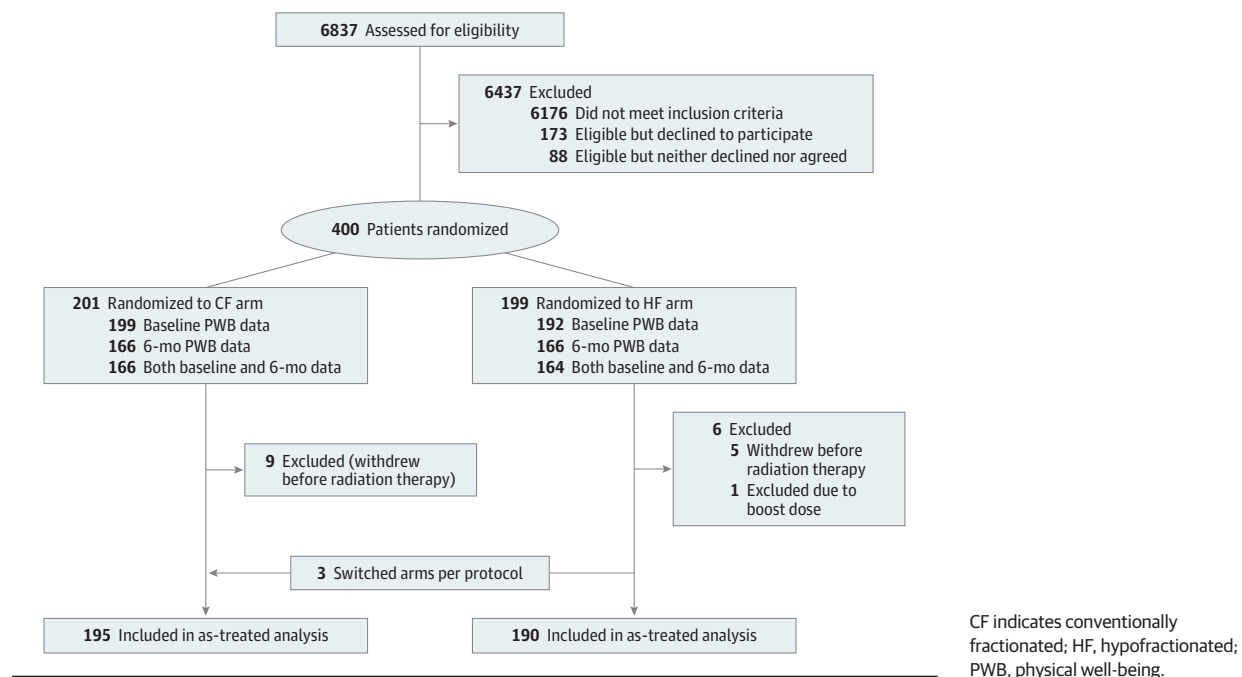 6837 Assessed for eligibility
6437 Excluded
6176 Did not meet inclusion criteria
173 Eligible but declined to participate
88 Eligible but neither declined nor agreed
400 Patients randomized
201 Randomized to CF arm
199 Baseline PWB data
166 6-mo PWB data
166 Both baseline and 6-mo data
199 Randomized to HF arm
192 Baseline PWB data
166 6-mo PWB data
164 Both baseline and 6-mo data
9 Excluded (withdrew
before radiation therapy)
6 Excluded
5 Withdrew before
radiation therapy
1 Excluded due to
boost dose
3 Switched arms per protocol
195 Included in as-treated analysis
190 Included in as-treated analysis
CF indicates conventionally
fractionated; HF, hypofractionated;
PWB, physical well-being.